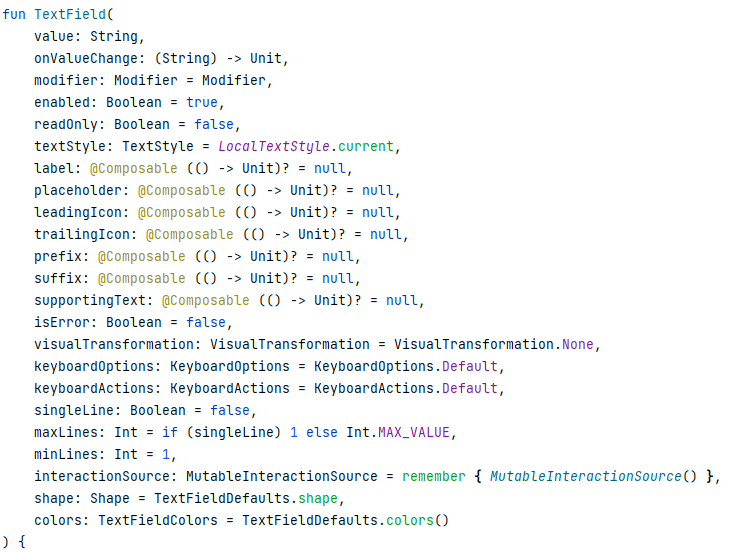 fun TextField(
    value: String,
    onValueChange: (String) -> Unit,
    modifier: Modifier = Modifier,
    enabled: Boolean = true,
    readOnly: Boolean = false,
    textStyle: TextStyle = LocalTextStyle.current,
    label: @Composable (() -> Unit)? = null,
    placeholder: @Composable (() -> Unit)? = null,
    leadingIcon: @Composable (() -> Unit)? = null,
    trailingIcon: @Composable (() -> Unit)? = null,
    prefix: @Composable (() -> Unit)? = null,
    suffix: @Composable (() -> Unit)? = null,
    supportingText: @Composable (() -> Unit)? = null,
    isError: Boolean = false,
    visualTransformation: VisualTransformation = VisualTransformation.None,
    keyboardOptions: KeyboardOptions = KeyboardOptions.Default,
    keyboardActions: KeyboardActions = KeyboardActions.Default,
    singleLine: Boolean = false,
    maxLines: Int = if (singleLine) 1 else Int.MAX_VALUE,
    minLines: Int = 1,
    interactionSource: MutableInteractionSource = remember { MutableInteractionSource() },
    shape: Shape = TextFieldDefaults.shape,
    colors: TextFieldColors = TextFieldDefaults.colors()
) {